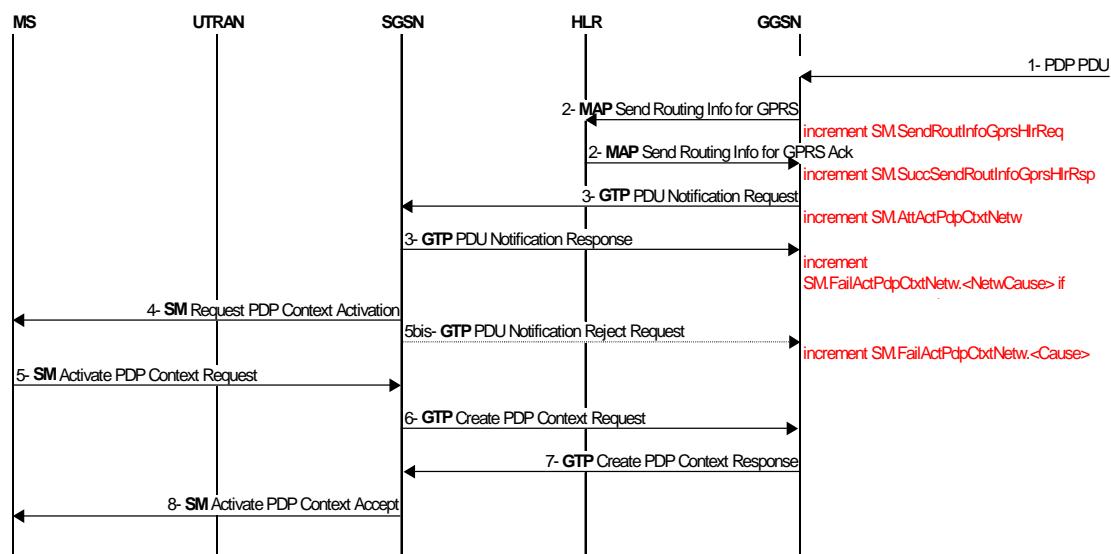 MS UTRAN SGSN HLR GGSN
1- PDP PDU
2- MAP Send Routing Info for GPRS
increment SM.SendRoutInfoGprsHlrReq
2- MAP Send Routing Info for GPRS Ack
increment SM.SuccSendRoutInfoGprsHlrRsp
3- GTP PDU Notification Request
increment SM.AttActPdpCtxtNetw
3- GTP PDU Notification Response
increment
SM.FailActPdpCtxtNetw.<NetwCause> if
4- SM Request PDP Context Activation
5bis- GTP PDU Notification Reject Request
increment SM.FailActPdpCtxtNetw.<Cause>
5- SM Activate PDP Context Request
6- GTP Create PDP Context Request
7- GTP Create PDP Context Response
8- SM Activate PDP Context Accept